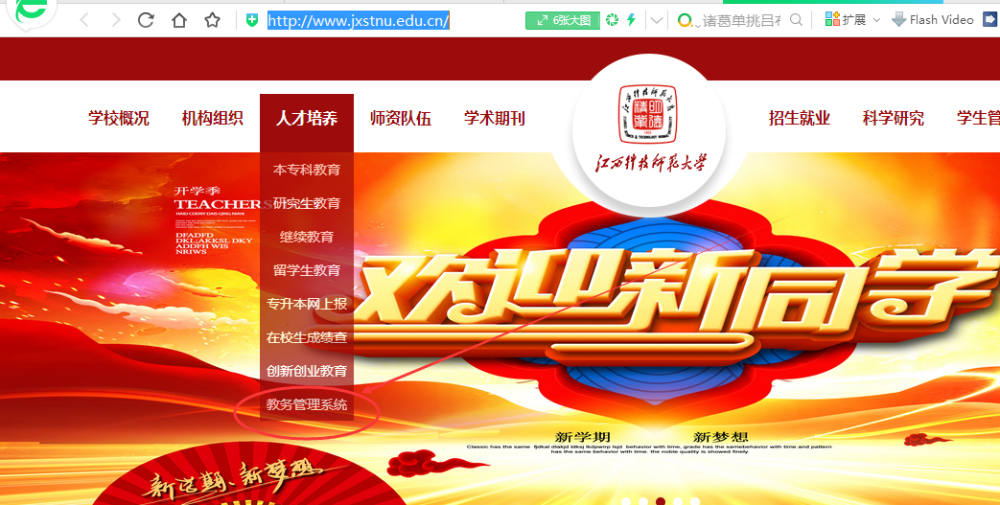 http://www.jxstnu.edu.cn/
6张大图
诸葛单挑目
扩展
Flash Video
学校概况
机构组织
人才培养
师资队伍
学术期刊
江西科技师范大学
招生就业
科学研究
学生管
本专科教育
研究生教育
继续教育
留学生教育
专升本网上报
在校生成绩查
创新创业教育
教务管理系统
开学季
TEACHERS
HAID CDERY DAIS QING MAN
DFADFD
DKL;AKKSL DKY
ADDFH WIS
NRIWS
欢迎新同学
新学期
新梦想
Classic has the same fjdkal dlakjd ldksj lkdpwirp lsjd behavior with time, grade has the samebehavior with time and pattern
has the same behavior with time. the noble quality is showed finely.
新学期、新梦想